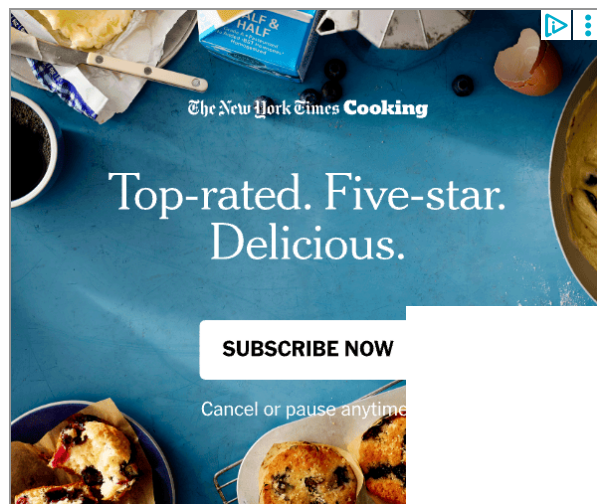 HALF &
HALF
The New York Times Cooking
Top-rated. Five-star.
Delicious.
SUBSCRIBE NOW
Cancel or pause anytime